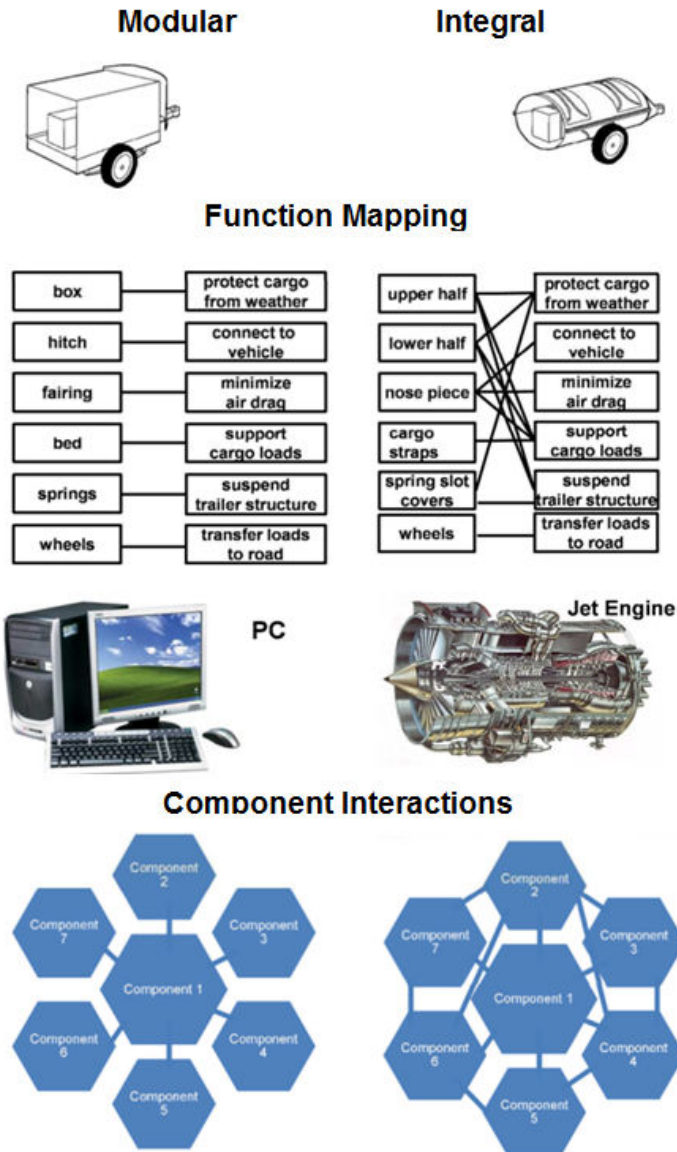 Modular
Integral
Function Mapping
box
protect cargo
from weather
hitch
connect to
vehicle
fairing
minimize
air drag
bed
support
cargo loads
springs
suspend
trailer structure
wheels
transfer loads
to road
upper half
protect cargo
from weather
lower half
connect to
vehicle
nose piece
minimize
air drag
cargo
straps
support
cargo loads
spring slot
covers
suspend
trailer structure
wheels
transfer loads
to road
PC
Jet Engine
Component Interactions
Component
2
Component
7
Component
3
Component 1
Component
6
Component
4
Component
5
Component
2
Component
7
Component
3
Component 1
Component
6
Component
4
Component
5